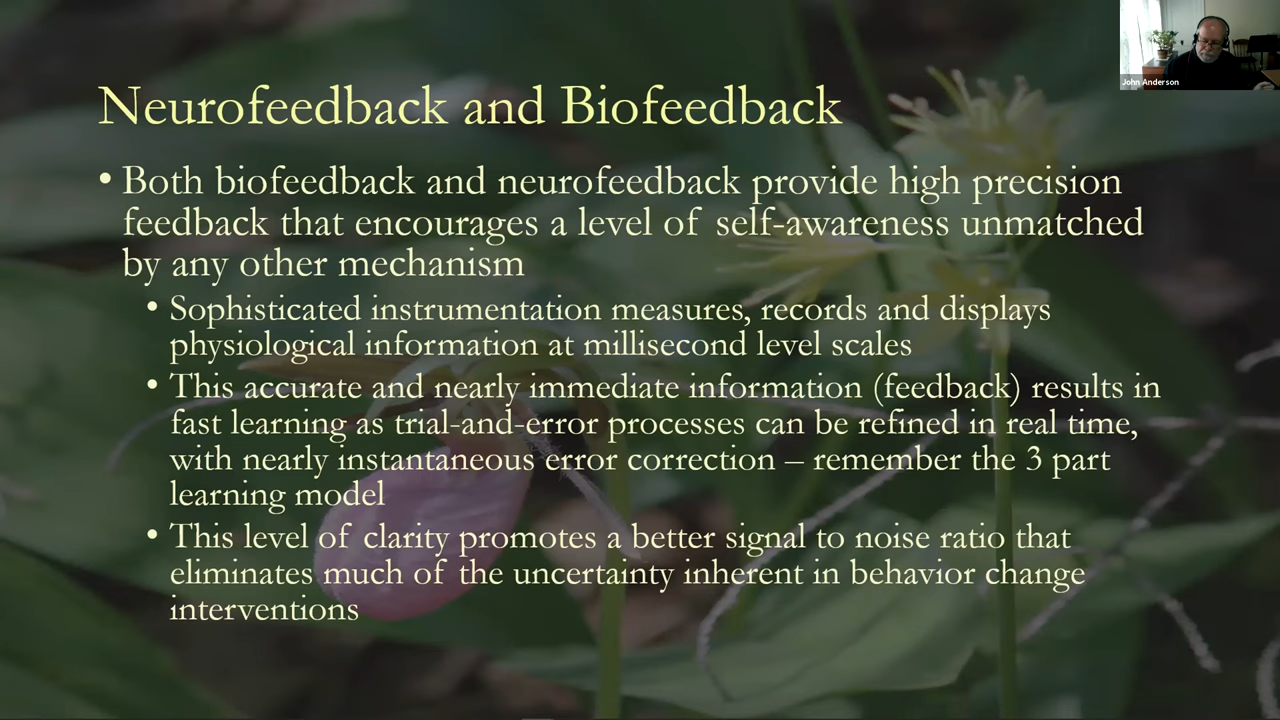 John Anderson
Neurofeedback and Biofeedback
• Both biofeedback and neurofeedback provide high precision
feedback that encourages a level of self-awareness unmatched
by any other mechanism
• Sophisticated instrumentation measures, records and displays
physiological information at millisecond level scales
• This accurate and nearly immediate information (feedback) results in
fast learning as trial-and-error processes can be refined in real time,
with nearly instantaneous error correction – remember the 3 part
learning model
• This level of clarity promotes a better signal to noise ratio that
eliminates much of the uncertainty inherent in behavior change
interventions